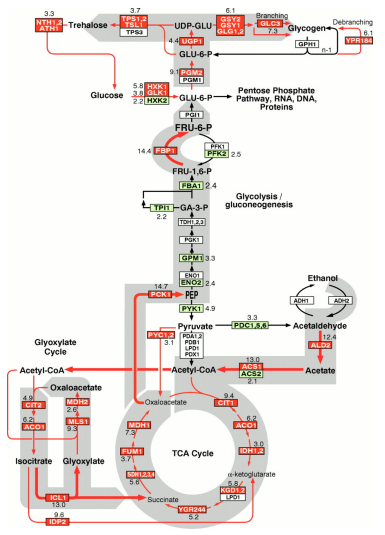 3.3
NTH1,2
ATH1
Trehalose
3.7
TPS1,2
TSL1
TPS3
UDP-GLU
6.1
GSY2
GSY1
GLG1,2
Branching
GLC3
7.3
Glycogen
Debranching
6.1
YPR184
GPH1
n-1
4.4
UGP1
GLU-6-P
9.1
PGM2
PGM1
Glucose
5.8
HXK1
3.8
GLK1
2.2
HXK2
GLU-6-P
Pentose Phosphate
Pathway, RNA, DNA,
Proteins
PGI1
FRU-6-P
14.4
FBP1
PFK1
PFK2
2.5
FRU-1,6-P
FBA1
2.4
Glycolysis /
gluconeogenesis
TPI1
2.2
GA-3-P
TDH1,2,3
PGK1
GPM1
3.3
ENO1
ENO2
2.4
14.7
PCK1
PEP
PYK1
4.9
Ethanol
ADH1
ADH2
Pyruvate
3.3
PDC1,5,6
Acetaldehyde
PYC1,2
3.1
PDA1,2
PDB1
LPD1
PDX1
12.4
ALD2
Glyoxylate
Cycle
Acetyl-CoA
Acetyl-CoA
13.0
ACS1
ACS2
2.1
Acetate
Oxaloacetate
4.9
CIT2
MDH2
2.6
6.2
ACO1
MLS1
9.3
Oxaloacetate
9.4
CIT1
6.2
ACO1
MDH1
7.3
3.0
IDH1,2
FUM1
3.7
TCA Cycle
Isocitrate
Glyoxylate
SDH1,2,3,4
5.6
α-ketoglutarate
5.8
KGD1,2
LPD1
ICL1
13.0
Succinate
YGR244
5.2
9.6
IDP2